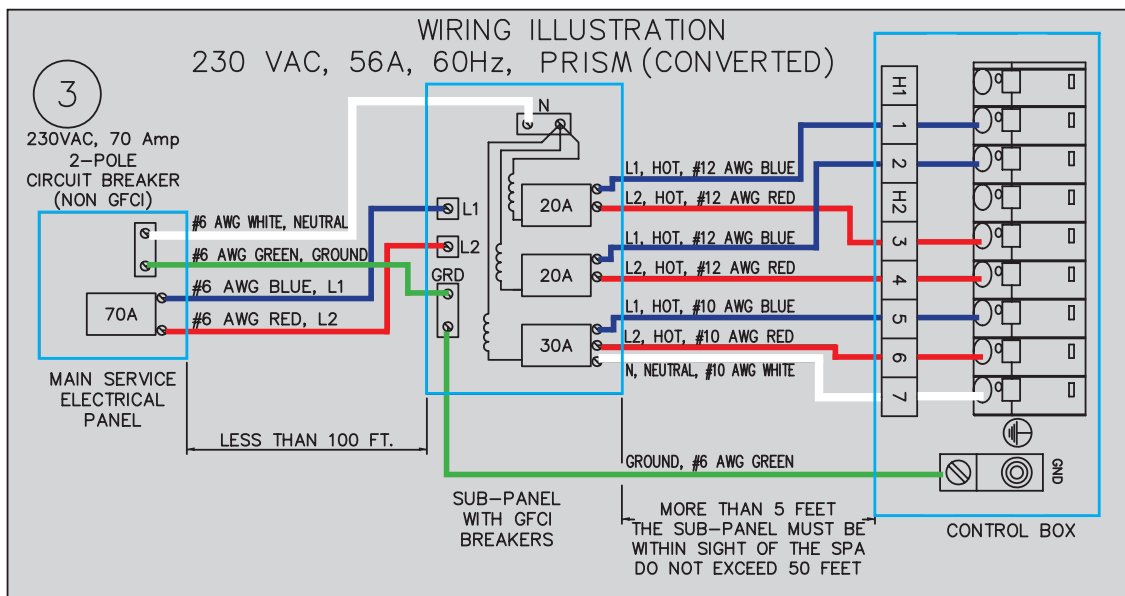 WIRING ILLUSTRATION
230 VAC, 56A, 60Hz, PRISM (CONVERTED)
3
230VAC, 70 Amp
2-POLE
CIRCUIT BREAKER
(NON GFCI)
#6 AWG WHITE, NEUTRAL
#6 AWG GREEN, GROUND
#6 AWG BLUE, L1
#6 AWG RED, L2
70A
MAIN SERVICE
ELECTRICAL
PANEL
LESS THAN 100 FT.
N
L1
L2
GRD
20A
20A
30A
SUB-PANEL
WITH GFCI
BREAKERS
L1, HOT, #12 AWG BLUE
L2, HOT, #12 AWG RED
L1, HOT, #12 AWG BLUE
L2, HOT, #12 AWG RED
L1, HOT, #10 AWG BLUE
L2, HOT, #10 AWG RED
N, NEUTRAL, #10 AWG WHITE
GROUND, #6 AWG GREEN
MORE THAN 5 FEET
THE SUB-PANEL MUST BE
WITHIN SIGHT OF THE SPA
DO NOT EXCEED 50 FEET
H1
1
2
H2
3
4
5
6
7
GND
CONTROL BOX